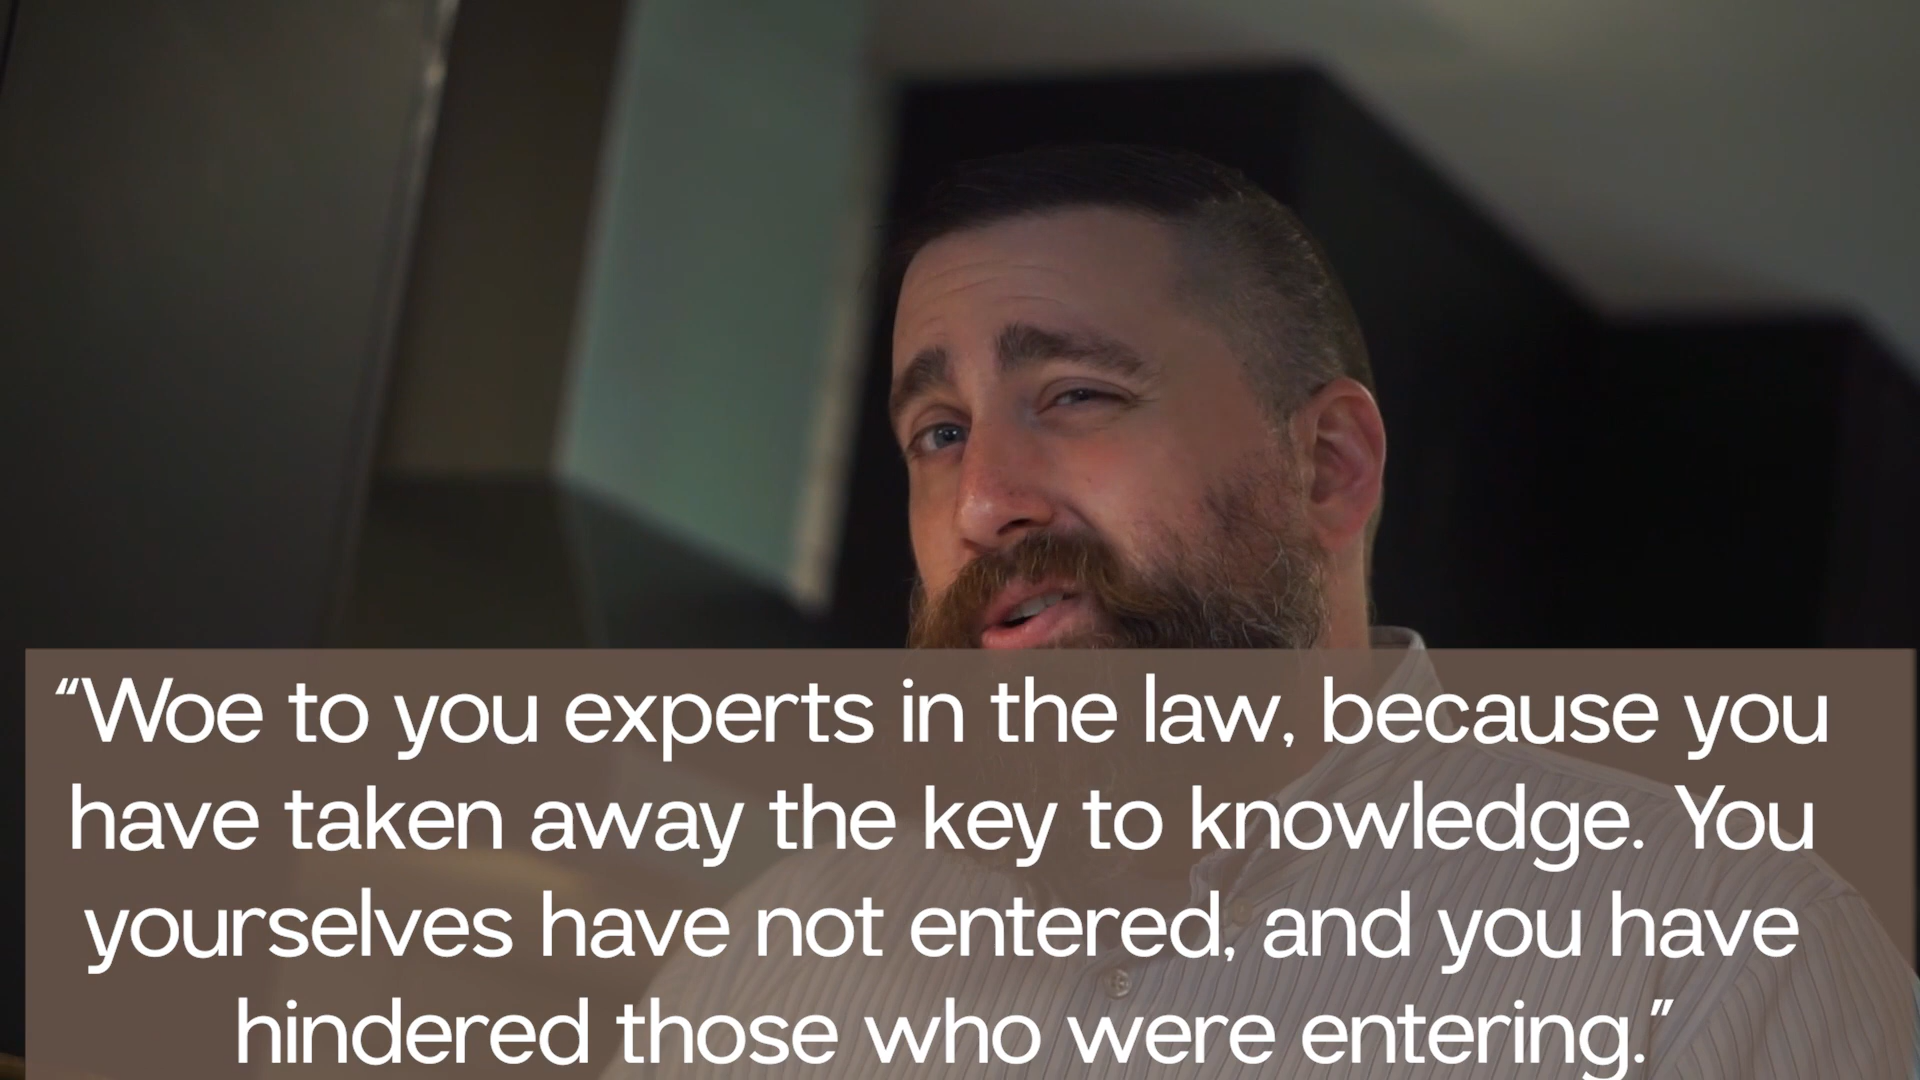 “Woe to you experts in the law, because you
have taken away the key to knowledge. You
yourselves have not entered, and you have
hindered those who were entering.”